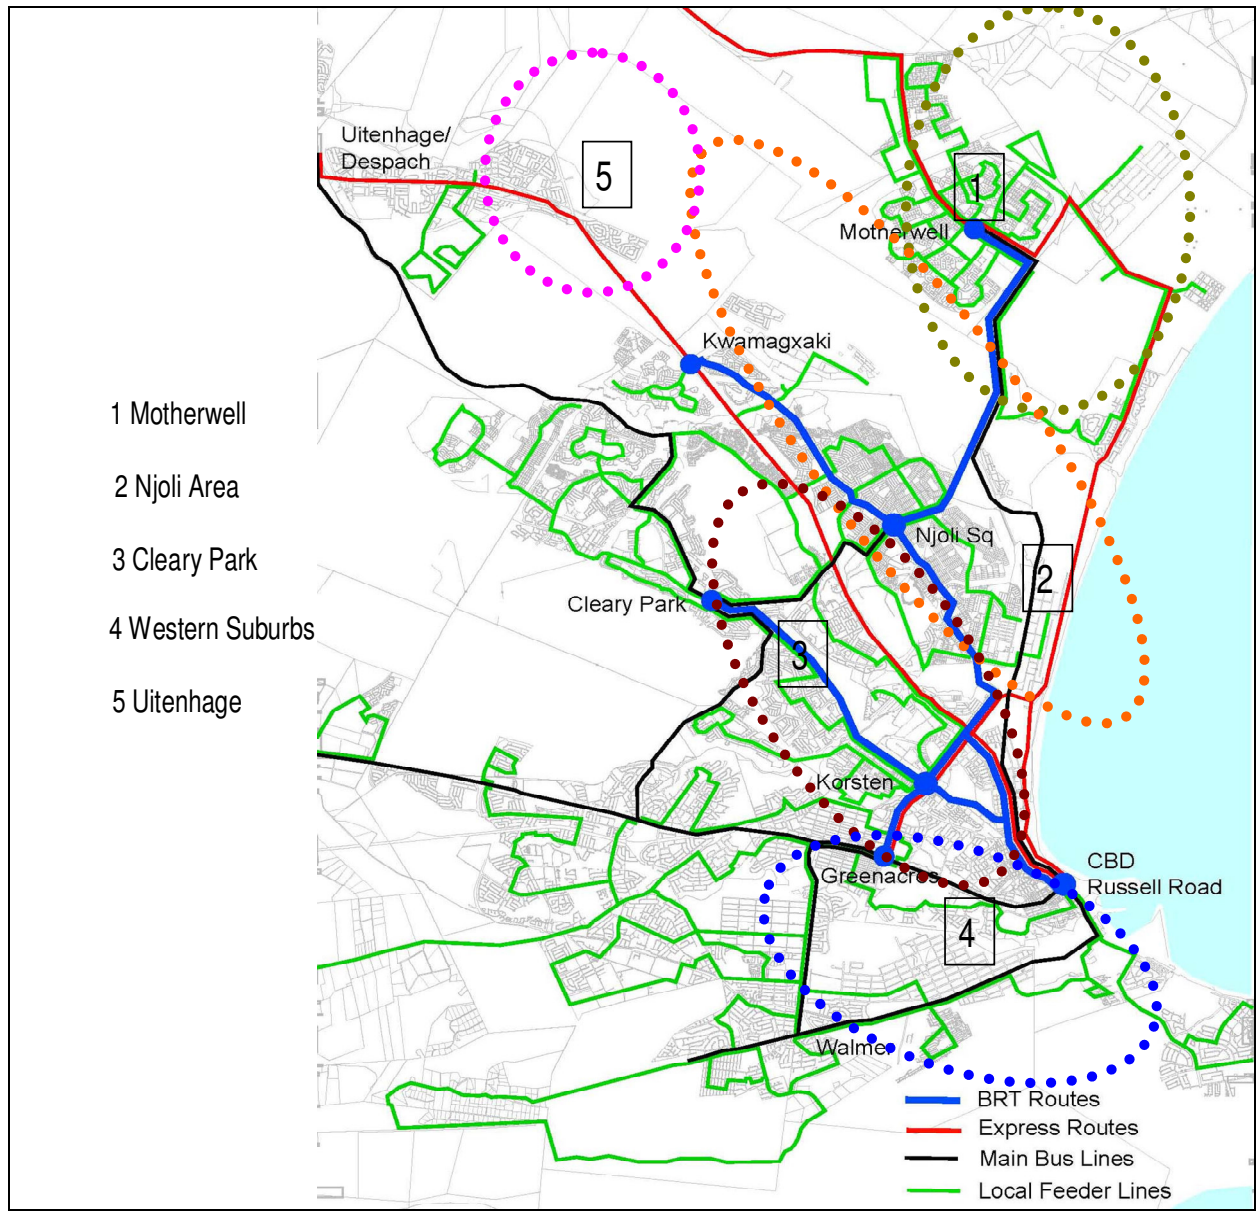 Uitenhage/
Despach
5
1
Motherwell
Kwamagxaki
1 Motherwell
2 Njoli Area
3 Cleary Park
4 Western Suburbs
5 Uitenhage
Njoli Sq
2
Cleary Park
3
Korsten
Greenacres
CBD
Russell Road
4
Walmer
BRT Routes
Express Routes
Main Bus Lines
Local Feeder Lines